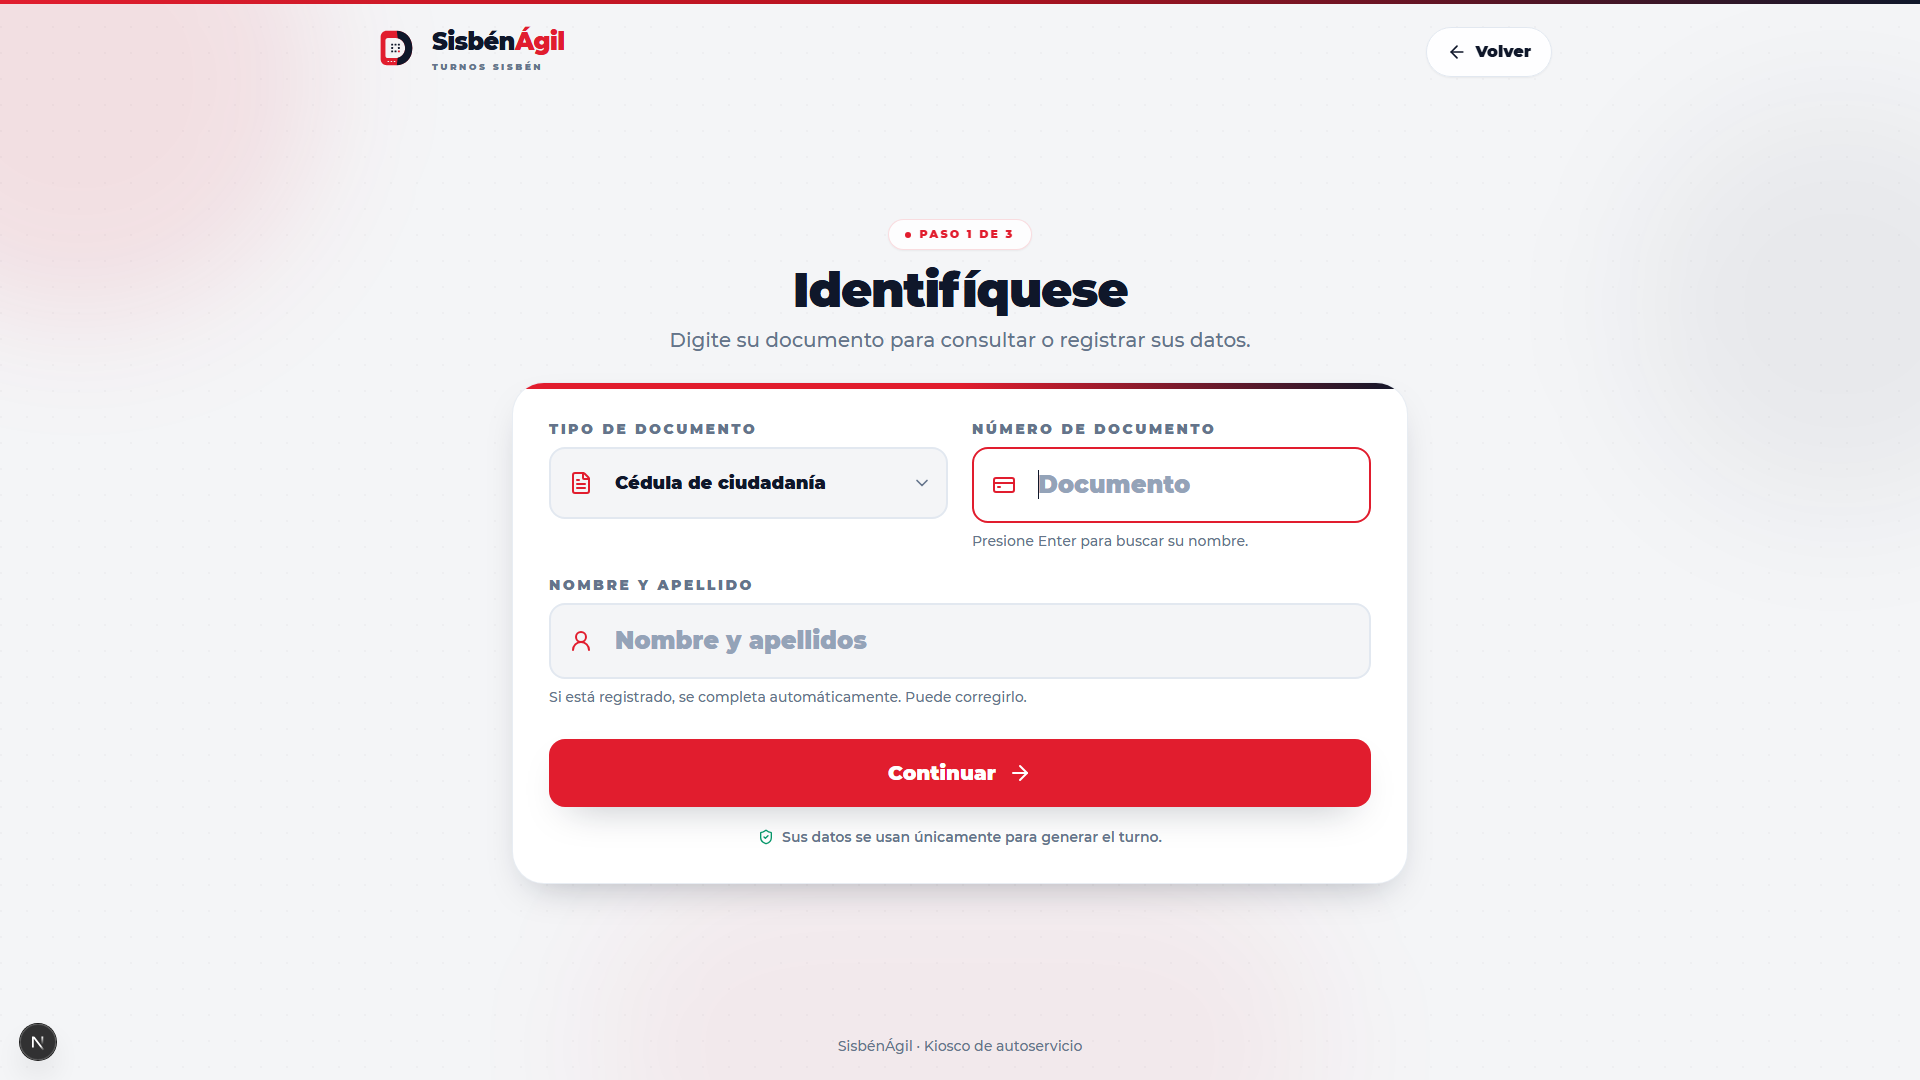 SisbénÁgil
TURNOS SISBÉN
Volver
PASO 1 DE 3
Identifíquese
Digite su documento para consultar o registrar sus datos.
TIPO DE DOCUMENTO
Cédula de ciudadanía
NÚMERO DE DOCUMENTO
Documento
Presione Enter para buscar su nombre.
NOMBRE Y APELLIDO
Nombre y apellidos
Si está registrado, se completa automáticamente. Puede corregirlo.
Continuar
Sus datos se usan únicamente para generar el turno.
SisbénÁgil · Kiosco de autoservicio
N